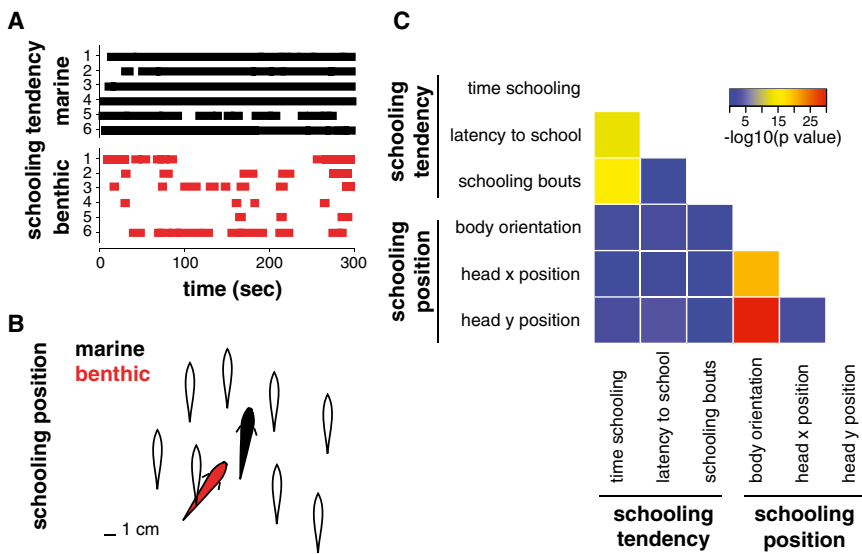 A
schooling tendency
marine
1
2
3
4
5
6
benthic
1
2
3
4
5
6
0
100
200
300
time (sec)
B
schooling position
marine
benthic
1 cm
C
schooling
tendency
time schooling
latency to school
schooling bouts
schooling
position
body orientation
head x position
head y position
5
15
25
-log10(p value)
time schooling
latency to school
schooling bouts
body orientation
head x position
head y position
schooling
tendency
schooling
position